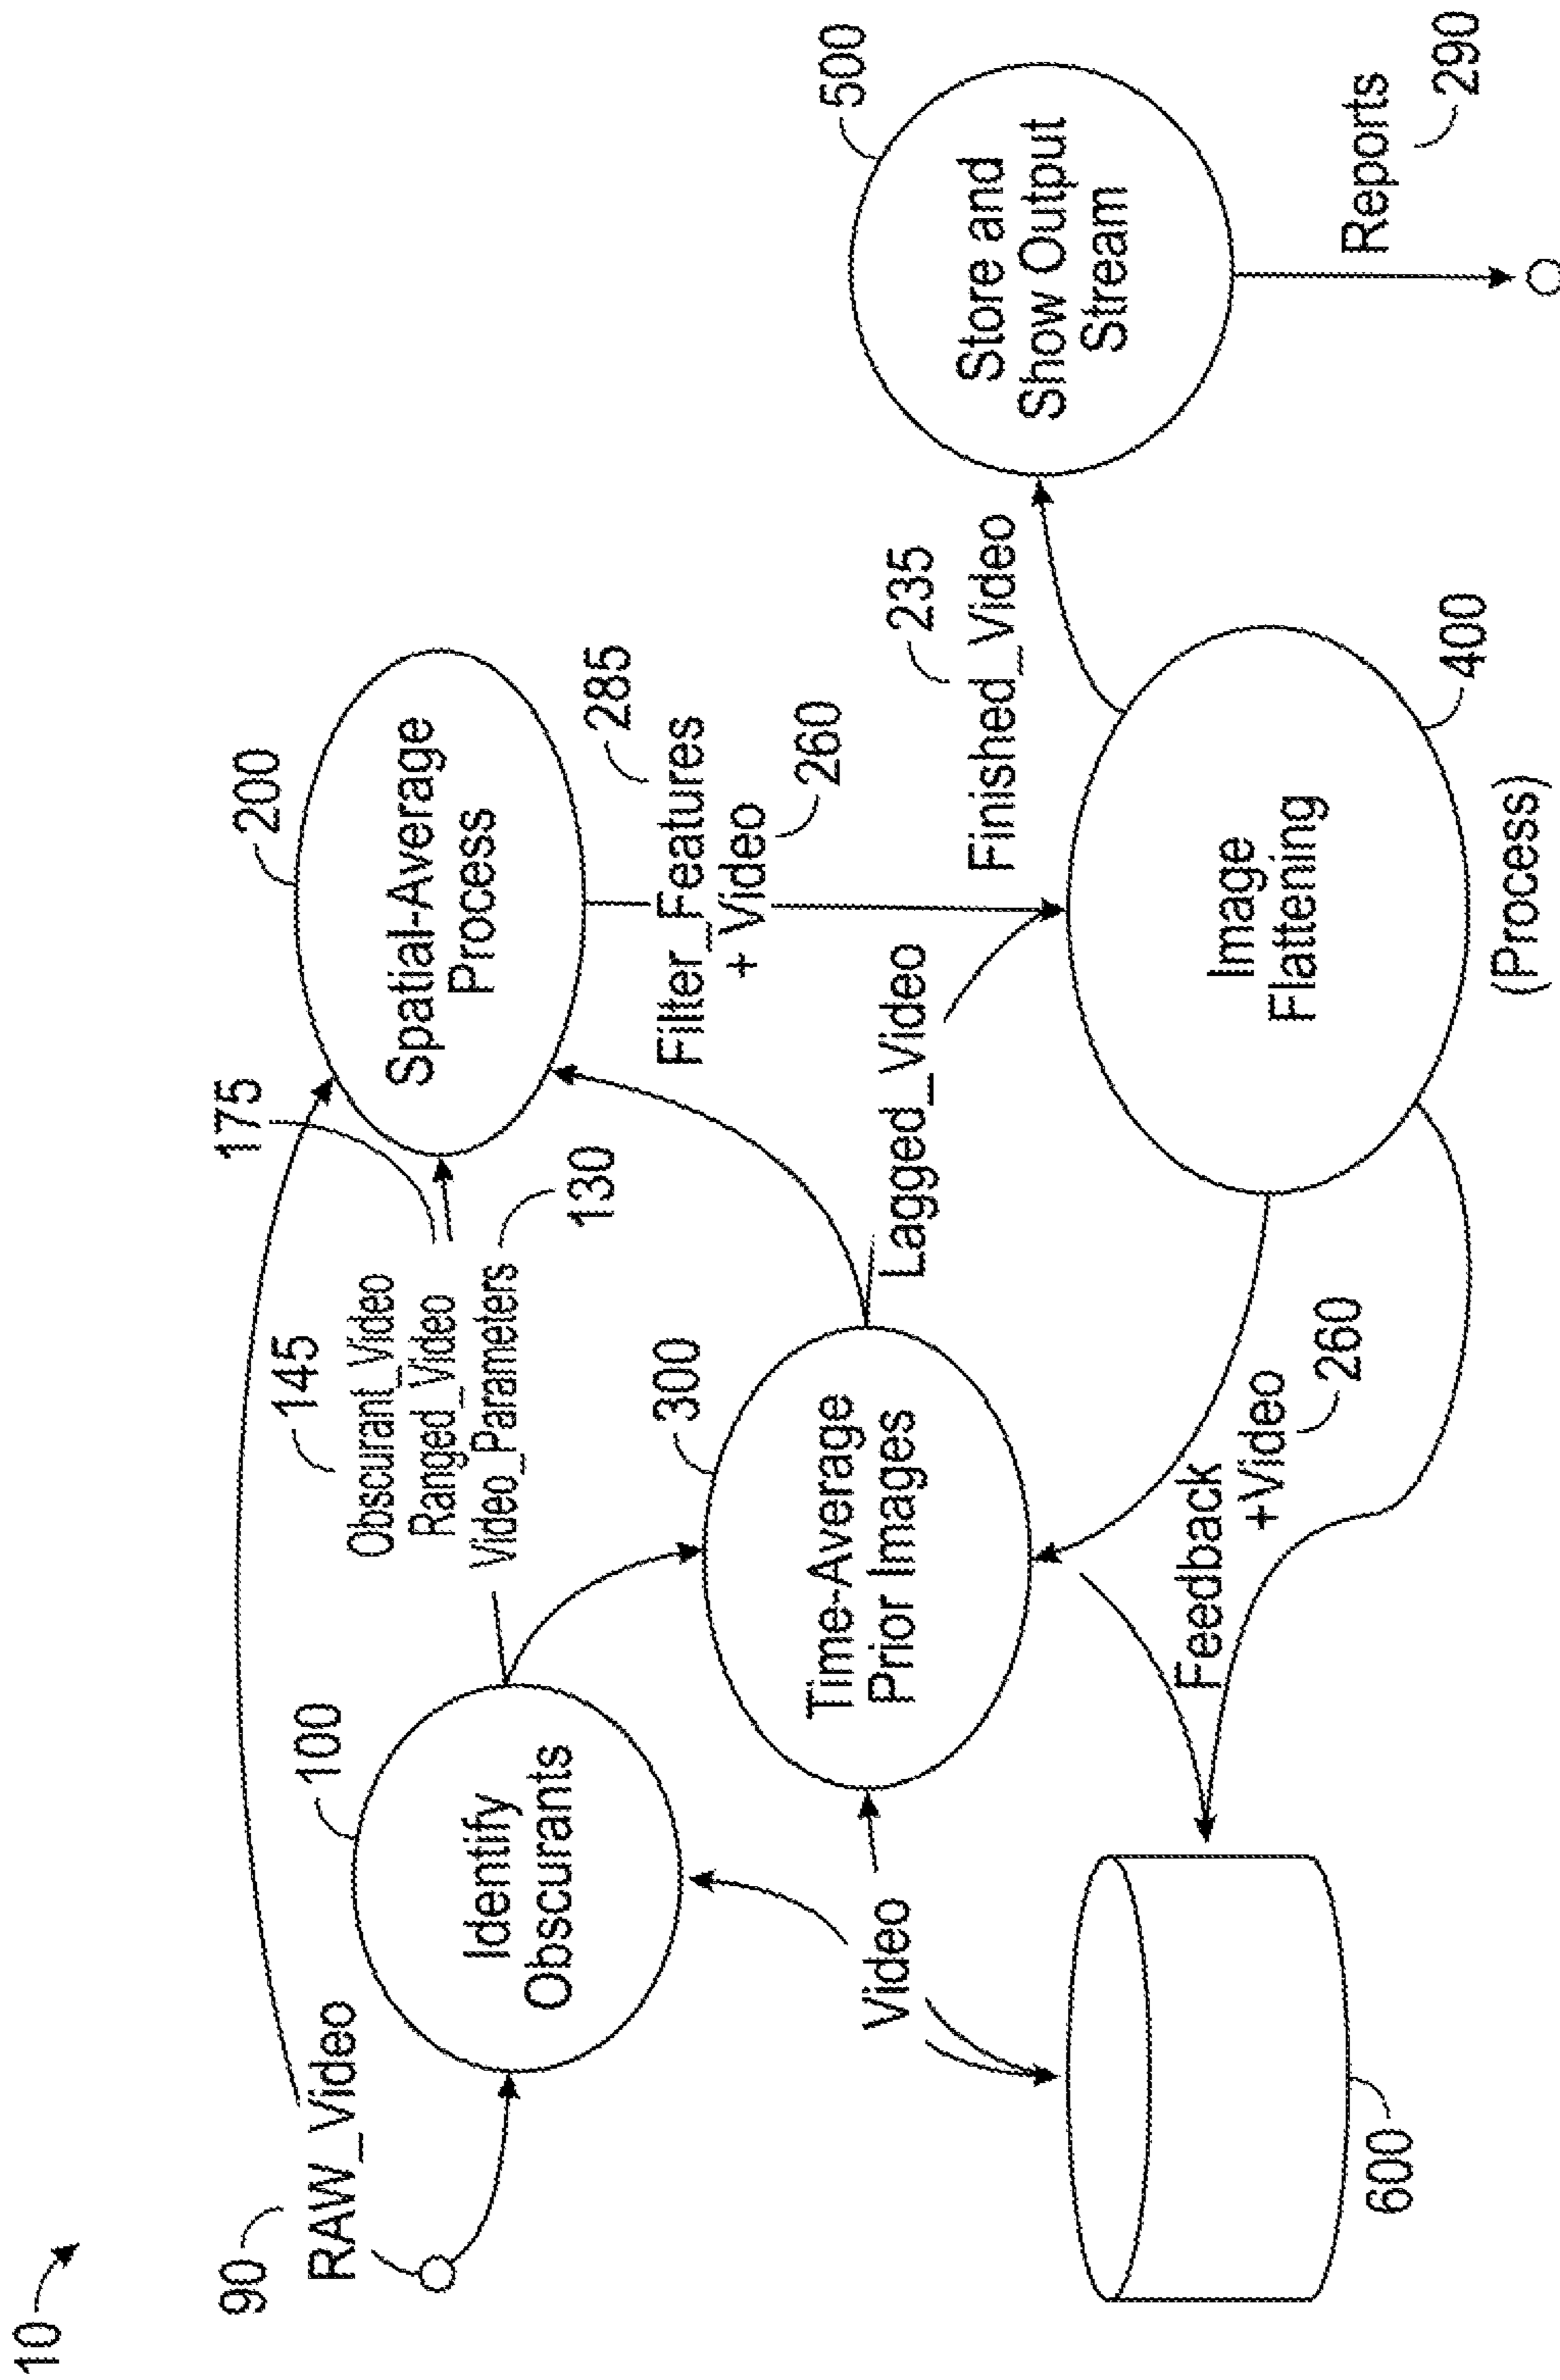 10
90
RAW_Video
100
Identify
Obscurants
145
Obscurant_Video
Ranged_Video
Video_Parameters
130
175
200
Spatial-Average
Process
285
Filter_Features
+ Video
260
300
Time-Average
Prior Images
Lagged_Video
Video
600
Feedback
+Video
260
Image
Flattening
400
(Process)
235
Finished_Video
500
Store and
Show Output
Stream
Reports
290